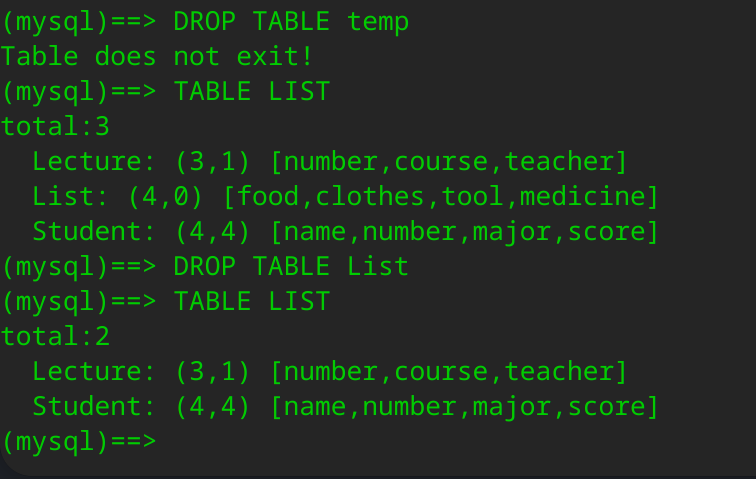 (mysql)==> DROP TABLE temp
Table does not exit!
(mysql)==> TABLE LIST
total:3
  Lecture: (3,1) [number,course,teacher]
  List: (4,0) [food,clothes,tool,medicine]
  Student: (4,4) [name,number,major,score]
(mysql)==> DROP TABLE List
(mysql)==> TABLE LIST
total:2
  Lecture: (3,1) [number,course,teacher]
  Student: (4,4) [name,number,major,score]
(mysql)==>